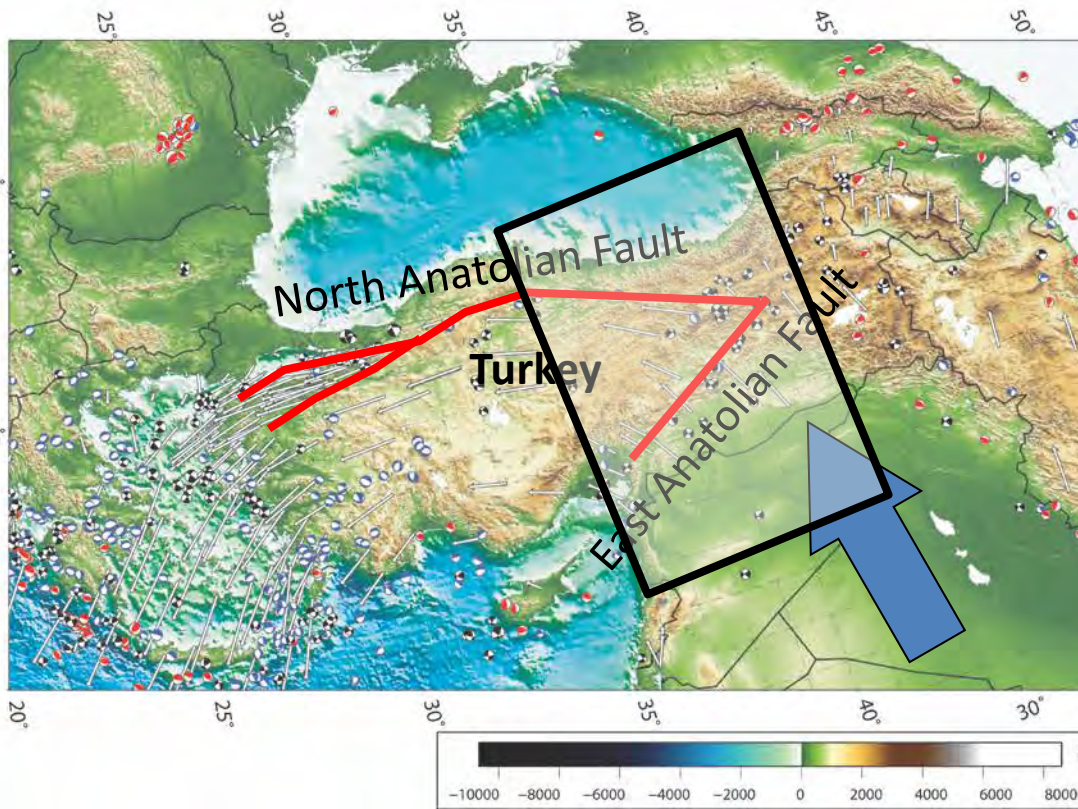 25° 30° 35° 40° 45° 50°
North Anatolian Fault
Turkey
East Anatolian Fault
20° 25° 30° 35° 40° 30°
-10000 -8000 -6000 -4000 -2000 0 2000 4000 6000 8000